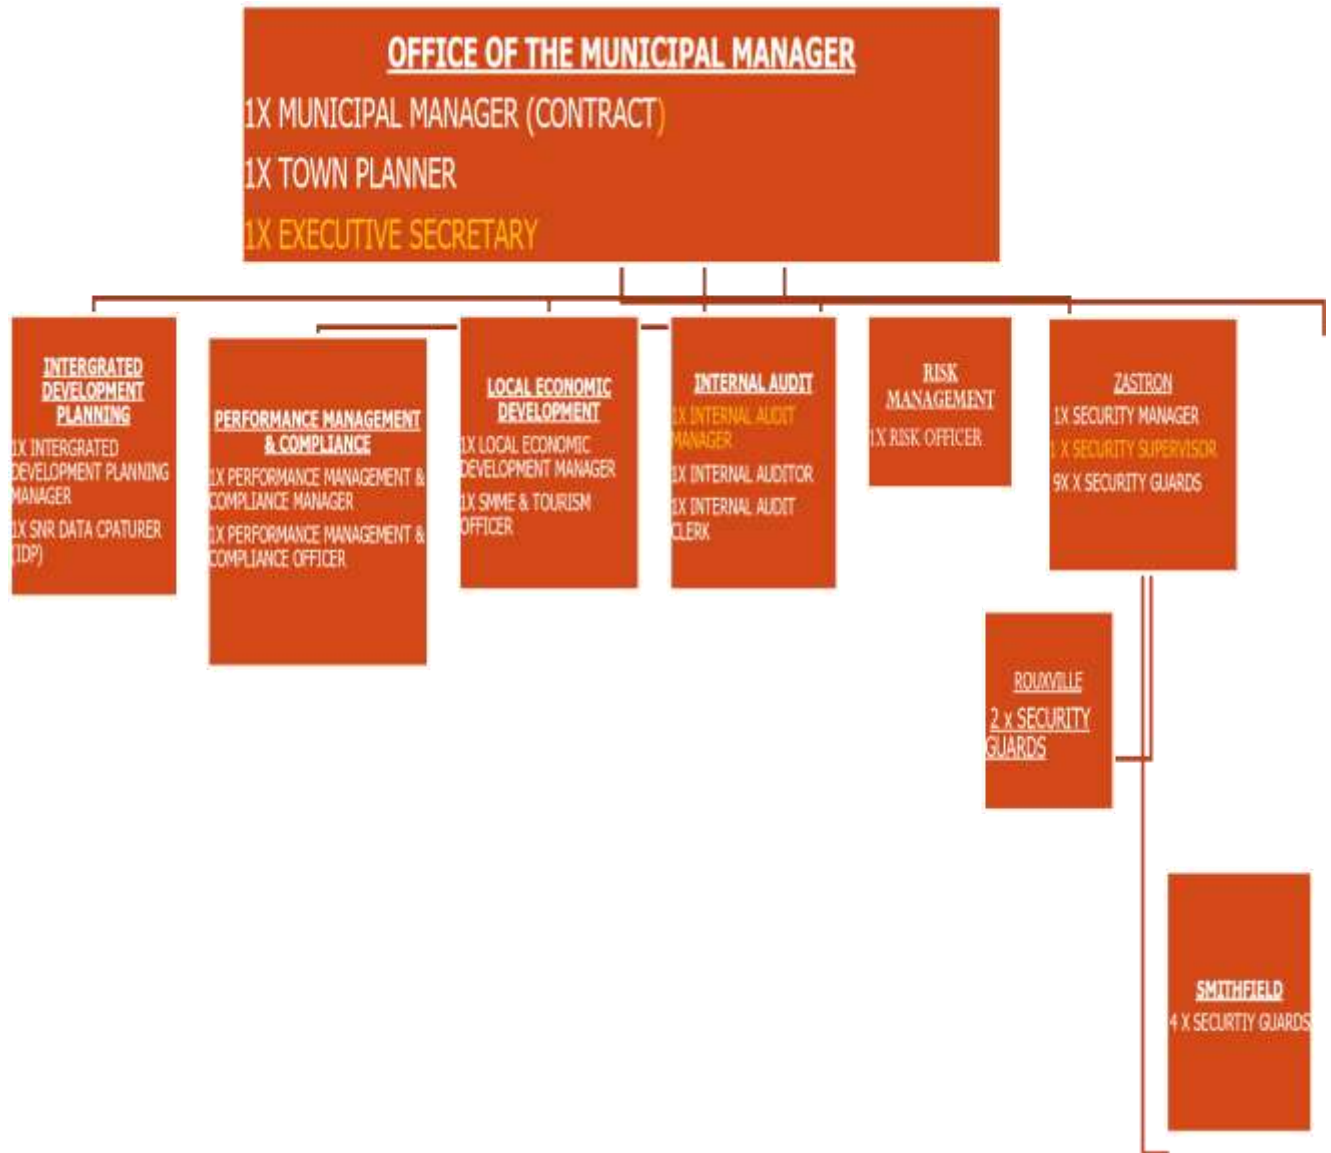 OFFICE OF THE MUNICIPAL MANAGER
1X MUNICIPAL MANAGER (CONTRACT)
1X TOWN PLANNER
1X EXECUTIVE SECRETARY
INTERGRATED
DEVELOPMENT
PLANNING
1X INTERGRATED
DEVELOPMENT PLANNING
MANAGER
1X SNR DATA CPATURER
(IDP)
PERFORMANCE MANAGEMENT
& COMPLIANCE
1X PERFORMANCE MANAGEMENT &
COMPLIANCE MANAGER
1X PERFORMANCE MANAGEMENT &
COMPLIANCE OFFICER
LOCAL ECONOMIC
DEVELOPMENT
1X LOCAL ECONOMIC
DEVELOPMENT MANAGER
1X SMME & TOURISM
OFFICER
INTERNAL AUDIT
1X INTERNAL AUDIT
MANAGER
1X INTERNAL AUDITOR
1X INTERNAL AUDIT
CLERK
RISK
MANAGEMENT
1X RISK OFFICER
ZASTRON
1X SECURITY MANAGER
1 X SECURITY SUPERVISOR
9X X SECURITY GUARDS
ROUXVILLE
2 x SECURITY
GUARDS
SMITHFIELD
4 X SECURTIY GUARDS